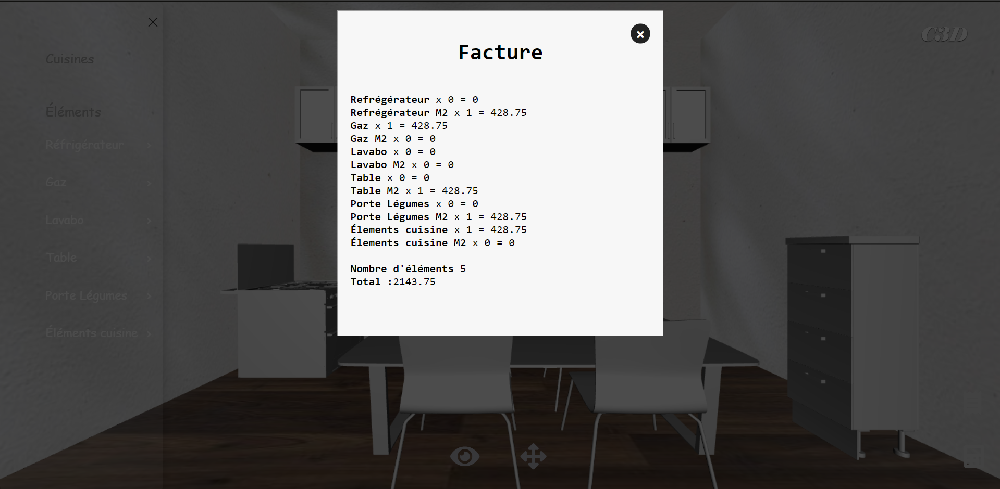 Cuisines
Éléments
Réfrigérateur
Gaz
Lavabo
Table
Porte Légumes
Éléments cuisine
C3D
Facture
Refrégérateur x 0 = 0
Refrégérateur M2 x 1 = 428.75
Gaz x 1 = 428.75
Gaz M2 x 0 = 0
Lavabo x 0 = 0
Lavabo M2 x 0 = 0
Table x 0 = 0
Table M2 x 1 = 428.75
Porte Légumes x 0 = 0
Porte Légumes M2 x 1 = 428.75
Élements cuisine x 1 = 428.75
Élements cuisine M2 x 0 = 0
Nombre d'éléments 5
Total :2143.75